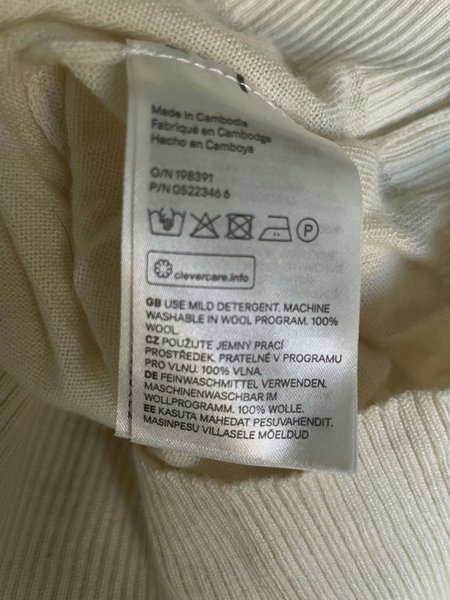 Made in Cambodia
Fabriqué en Cambodge
Hecho en Camboya
O/N 198391
P/N 0522346 6
P
clevercare.info
GB USE MILD DETERGENT. MACHINE
WASHABLE IN WOOL PROGRAM. 100%
WOOL.
CZ POUŽIJTE JEMNÝ PRACÍ
PROSTŘEDEK. PRATELNÉ V PROGRAMU
PRO VLNU. 100% VLNA.
DE FEINWASCHMITTEL VERWENDEN.
MASCHINENWASCHBAR IM
WOLLPROGRAMM. 100% WOLLE.
EE KASUTA MAHEDAT PESUVAHENDIT.
MASINPESU VILLASELE MÕELDUD